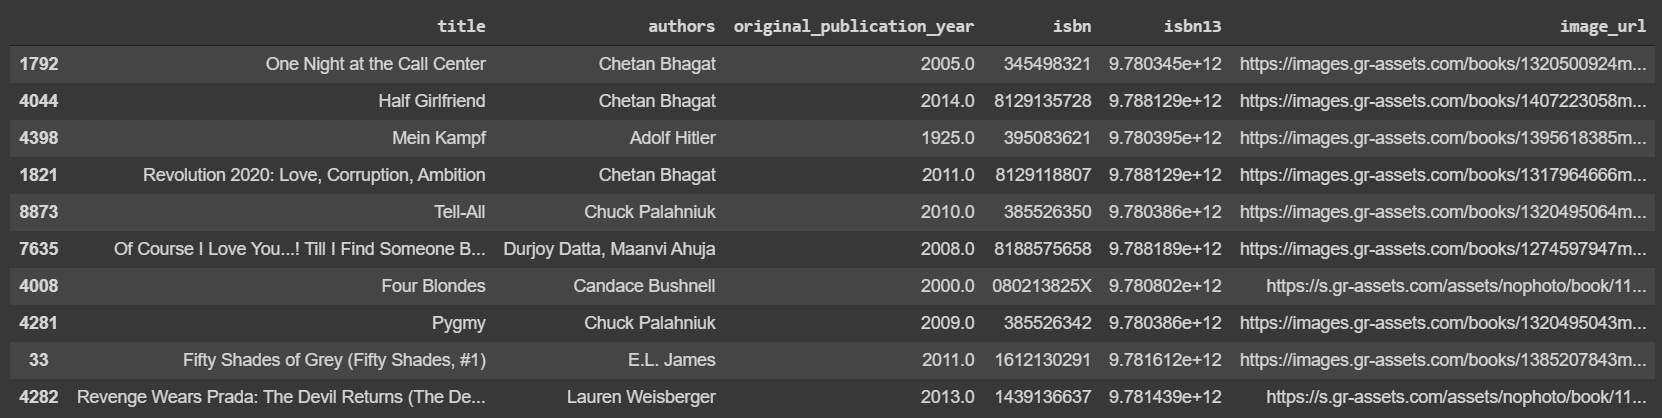 title authors original_publication_year isbn isbn13 image_url
1792 One Night at the Call Center Chetan Bhagat 2005.0 345498321 9.780345e+12 https://images.gr-assets.com/books/1320500924m...
4044 Half Girlfriend Chetan Bhagat 2014.0 8129135728 9.788129e+12 https://images.gr-assets.com/books/1407223058m...
4398 Mein Kampf Adolf Hitler 1925.0 395083621 9.780395e+12 https://images.gr-assets.com/books/1395618385m...
1821 Revolution 2020: Love, Corruption, Ambition Chetan Bhagat 2011.0 8129118807 9.788129e+12 https://images.gr-assets.com/books/1317964666m...
8873 Tell-All Chuck Palahniuk 2010.0 385526350 9.780386e+12 https://images.gr-assets.com/books/1320495064m...
7635 Of Course I Love You...! Till I Find Someone B... Durjoy Datta, Maanvi Ahuja 2008.0 8188575658 9.788189e+12 https://images.gr-assets.com/books/1274597947m...
4008 Four Blondes Candace Bushnell 2000.0 080213825X 9.780802e+12 https://s.gr-assets.com/assets/nophoto/book/11...
4281 Pygmy Chuck Palahniuk 2009.0 385526342 9.780386e+12 https://images.gr-assets.com/books/1320495043m...
33 Fifty Shades of Grey (Fifty Shades, #1) E.L. James 2011.0 1612130291 9.781612e+12 https://images.gr-assets.com/books/1385207843m...
4282 Revenge Wears Prada: The Devil Returns (The De... Lauren Weisberger 2013.0 1439136637 9.781439e+12 https://s.gr-assets.com/assets/nophoto/book/11...